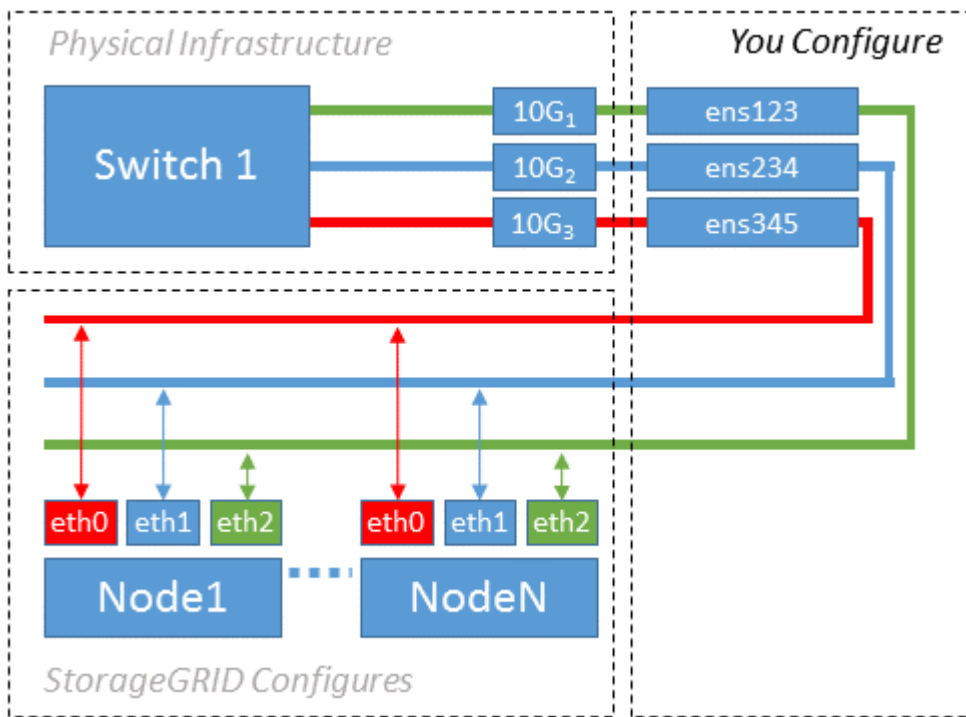 Physical Infrastructure
You Configure
Switch 1
10G₁
ens123
10G₂
ens234
10G₃
ens345
eth0 eth1 eth2
eth0 eth1 eth2
Node1
NodeN
StorageGRID Configures